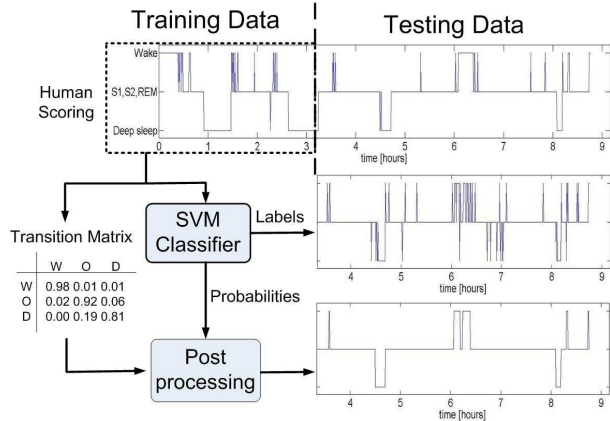 Training Data
Testing Data
Human
Scoring
Wake
S1,S2,REM
Deep sleep
0 1 2 3
4 5 6 7 8 9
time [hours]
Transition Matrix
W O D
W 0.98 0.01 0.01
O 0.02 0.92 0.06
D 0.00 0.19 0.81
SVM
Classifier
Labels
4 5 6 7 8 9
time [hours]
Probabilities
Post
processing
4 5 6 7 8 9
time [hours]